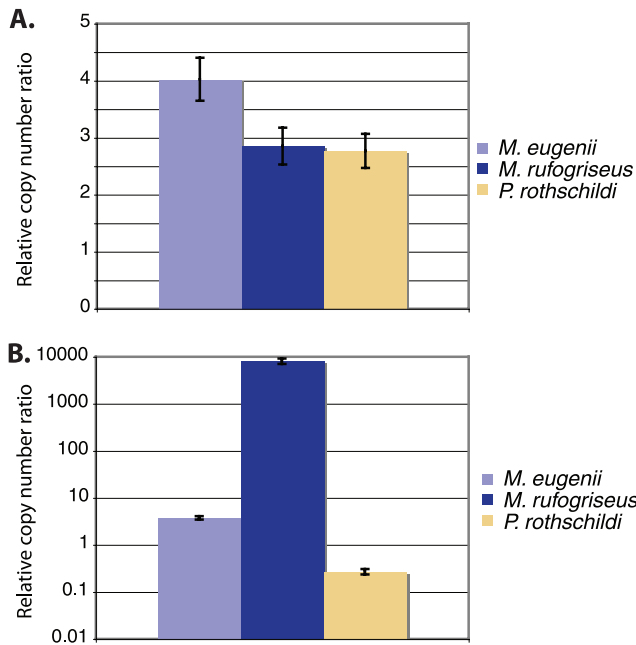 A.
Relative copy number ratio
5
4
3
2
1
0
M. eugenii
M. rufogriseus
P. rothschildi
B.
Relative copy number ratio
10000
1000
100
10
1
0.1
0.01
M. eugenii
M. rufogriseus
P. rothschildi